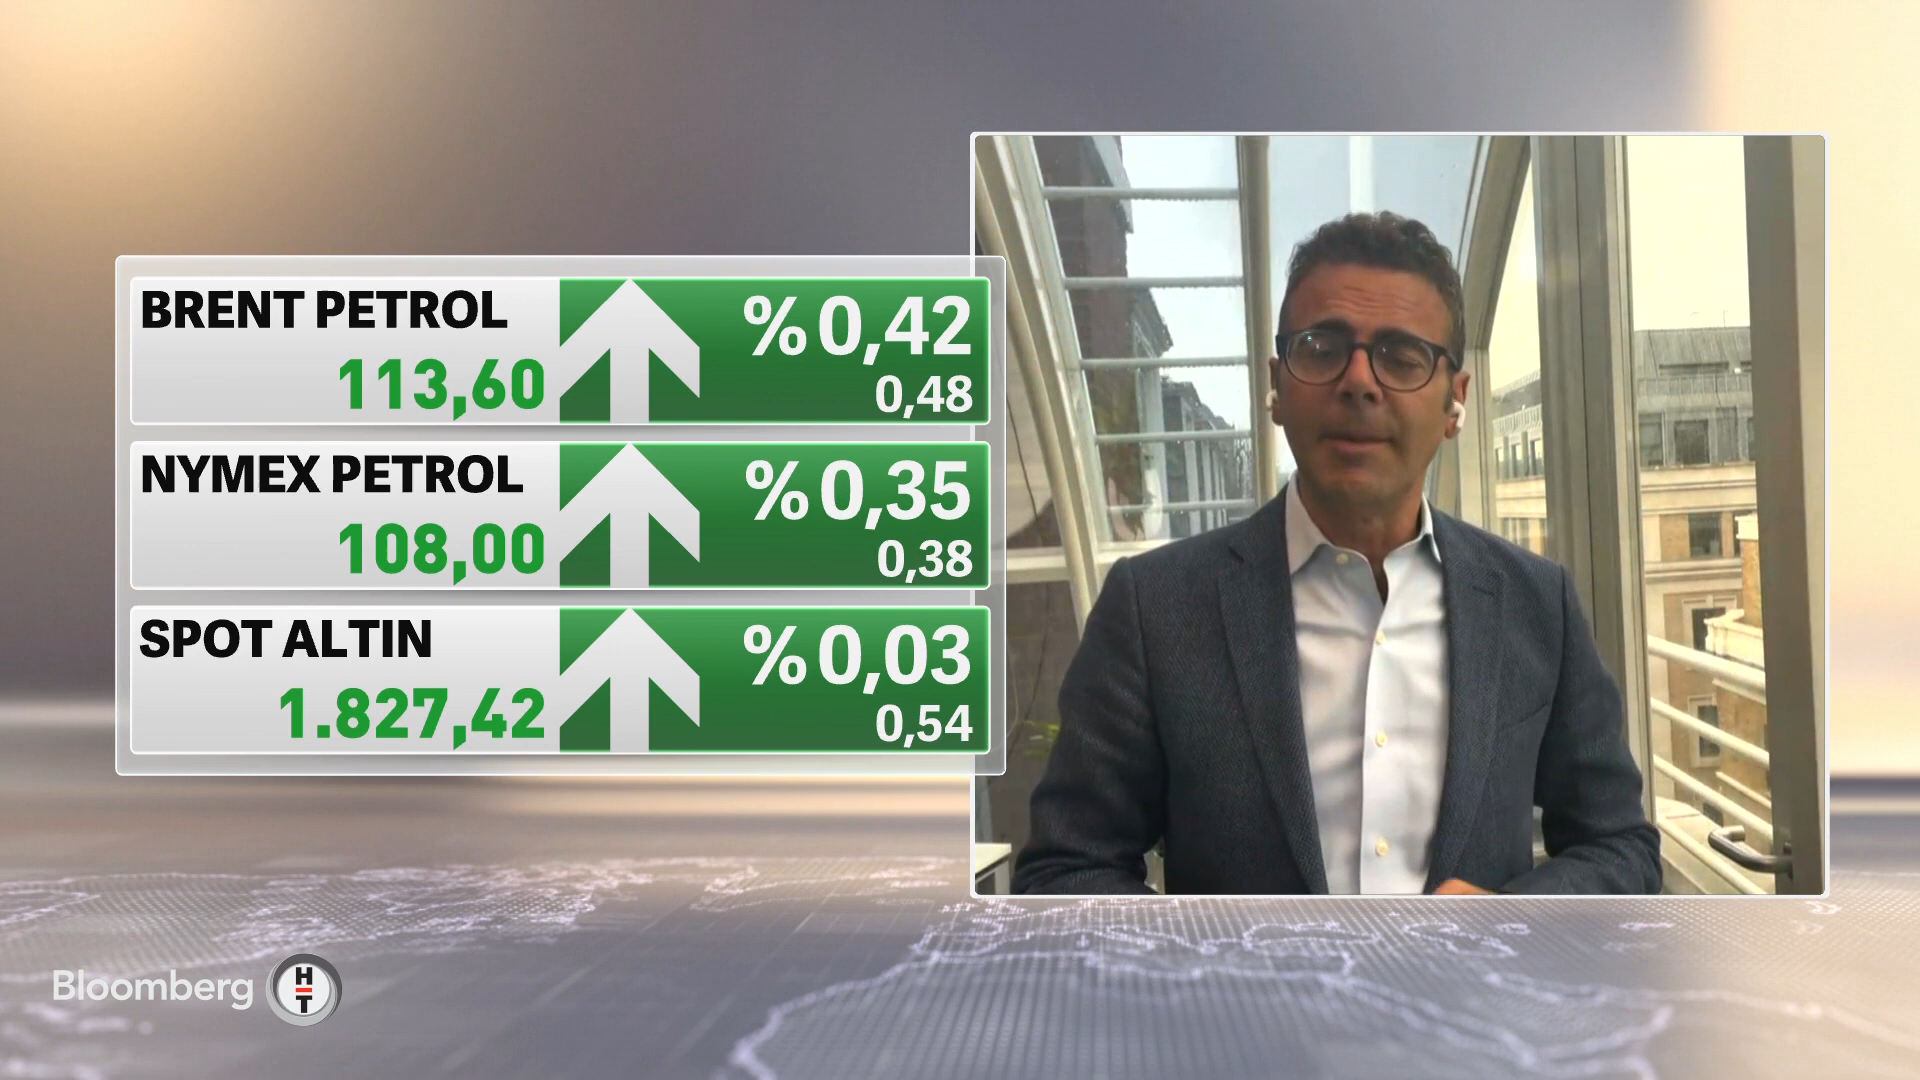 BRENT PETROL
113,60
%0,42
0,48
NYMEX PETROL
108,00
%0,35
0,38
SPOT ALTIN
1.827,42
%0,03
0,54
Bloomberg HT